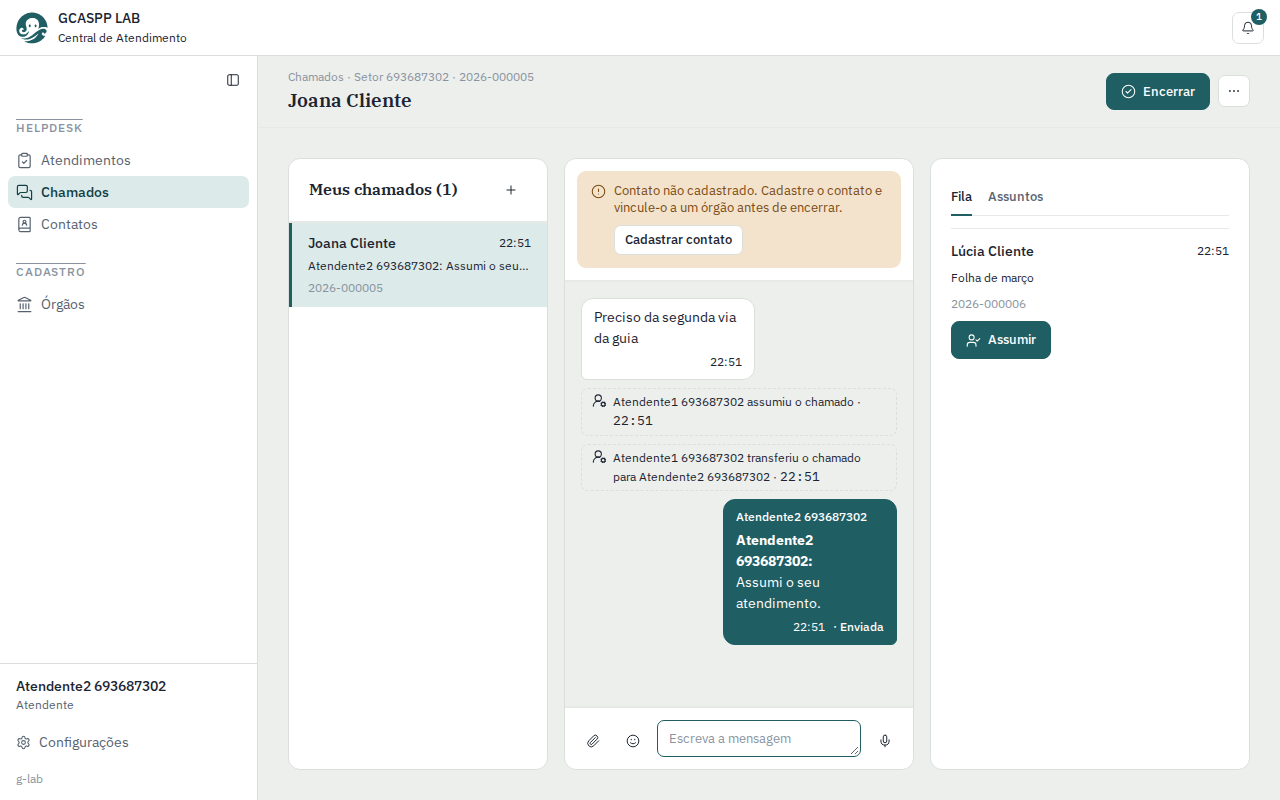 GCASPP LAB
Central de Atendimento
1
HELPDESK
Atendimentos
Chamados
Contatos
CADASTRO
Órgãos
Atendente2 693687302
Atendente
Configurações
g-lab
Chamados · Setor 693687302 · 2026-000005
Joana Cliente
Encerrar
Meus chamados (1)
Joana Cliente 22:51
Atendente2 693687302: Assumi o seu...
2026-000005
Contato não cadastrado. Cadastre o contato e
vincule-o a um órgão antes de encerrar.
Cadastrar contato
Preciso da segunda via
da guia
22:51
Atendente1 693687302 assumiu o chamado ·
22:51
Atendente1 693687302 transferiu o chamado
para Atendente2 693687302 · 22:51
Atendente2 693687302
Atendente2
693687302:
Assumi o seu
atendimento.
22:51 · Enviada
Escreva a mensagem
Fila Assuntos
Lúcia Cliente 22:51
Folha de março
2026-000006
Assumir